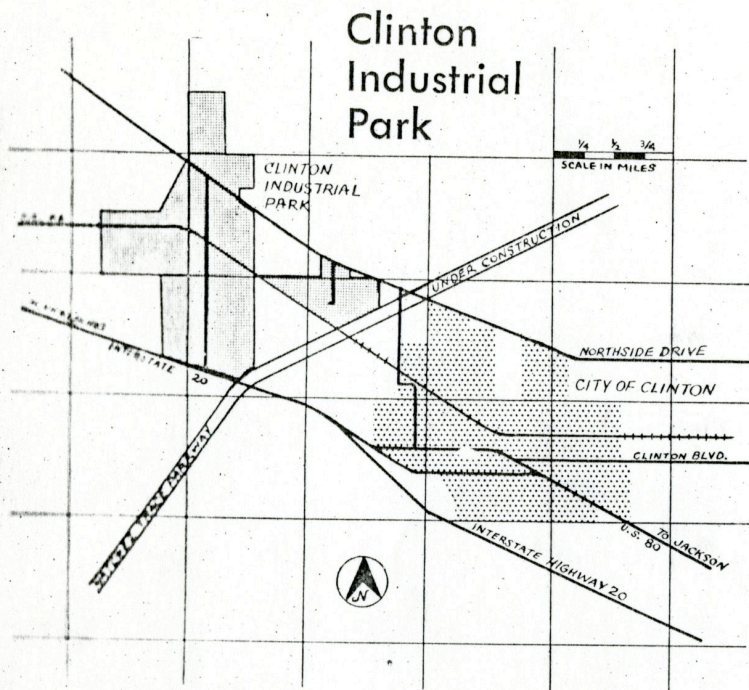 Clinton
Industrial
Park
1/4 1/2 3/4
SCALE IN MILES
CLINTON
INDUSTRIAL
PARK
UNDER CONSTRUCTION
INTERSTATE 20
NORTHSIDE DRIVE
CITY OF CLINTON
CLINTON BLVD.
PARKWAY
TO JACKSON
U.S. 80
INTERSTATE HIGHWAY 20
N